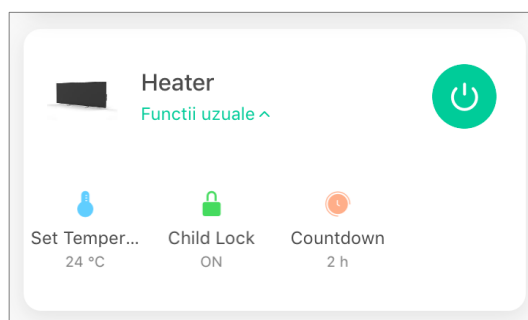 Heater
Functii uzuale
Set Temper... Child Lock Countdown
24 °C ON 2 h